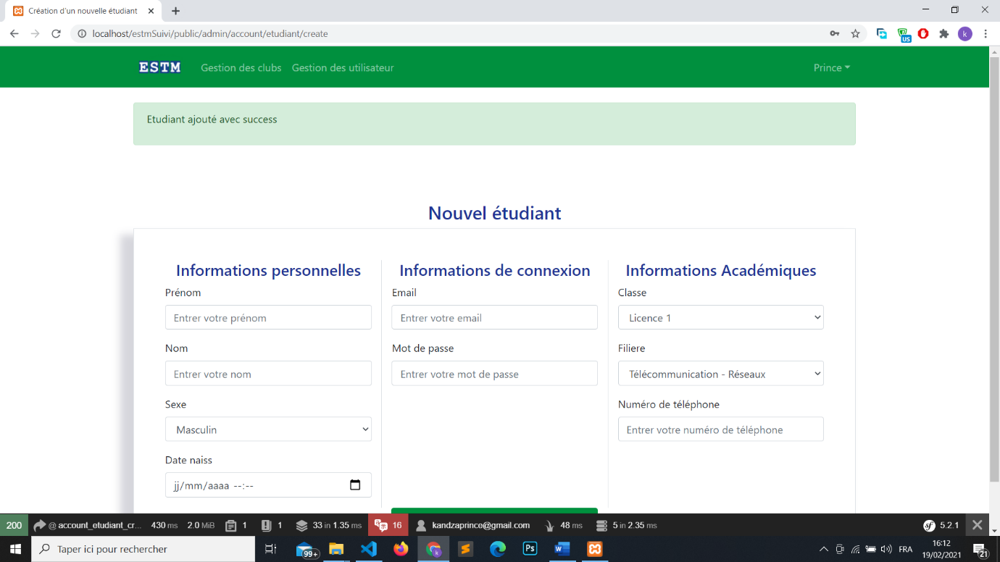 Création d'un nouvelle étudiant
localhost/estmSuivi/public/admin/account/etudiant/create
US
k
ESTM Gestion des clubs Gestion des utilisateur Prince
Etudiant ajouté avec success
Nouvel étudiant
Informations personnelles
Prénom
Entrer votre prénom
Nom
Entrer votre nom
Sexe
Masculin
Date naiss
jj/mm/aaaa --:--
Informations de connexion
Email
Entrer votre email
Mot de passe
Entrer votre mot de passe
Informations Académiques
Classe
Licence 1
Filiere
Télécommunication - Réseaux
Numéro de téléphone
Entrer votre numéro de téléphone
200 @ account_etudiant_cr... 430 ms 2.0 MiB 1 1 33 in 1.35 ms 16 kandzaprince@gmail.com 48 ms 5 in 2.35 ms sf 5.2.1
Taper ici pour rechercher 99+ k Ps W FRA 16:12
19/02/2021 21